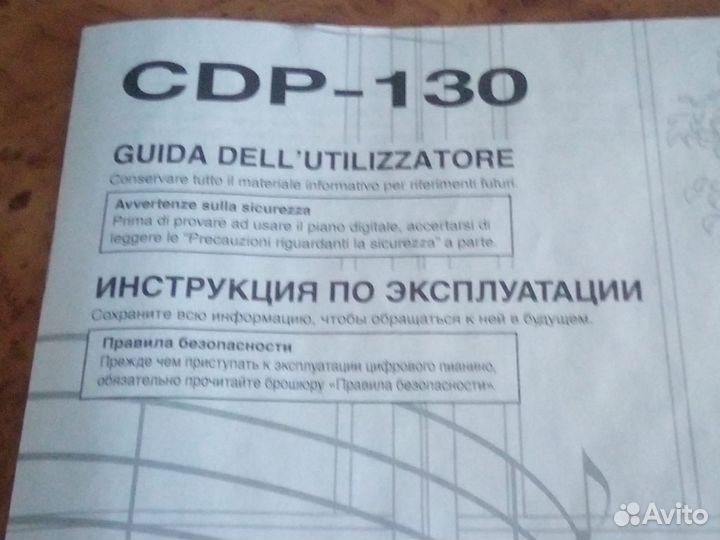 CDP-130
GUIDA DELL'UTILIZZATORE
Conservare tutto il materiale informativo per riferimenti futuri.
Avvertenze sulla sicurezza
Prima di provare ad usare il piano digitale, accertarsi di
leggere le "Precauzioni riguardanti la sicurezza" a parte.
ИНСТРУКЦИЯ ПО ЭКСПЛУАТАЦИИ
Сохраните всю информацию, чтобы обращаться к ней в будущем.
Правила безопасности
Прежде чем приступать к эксплуатации цифрового пианино,
обязательно прочитайте брошюру «Правила безопасности».
Avito